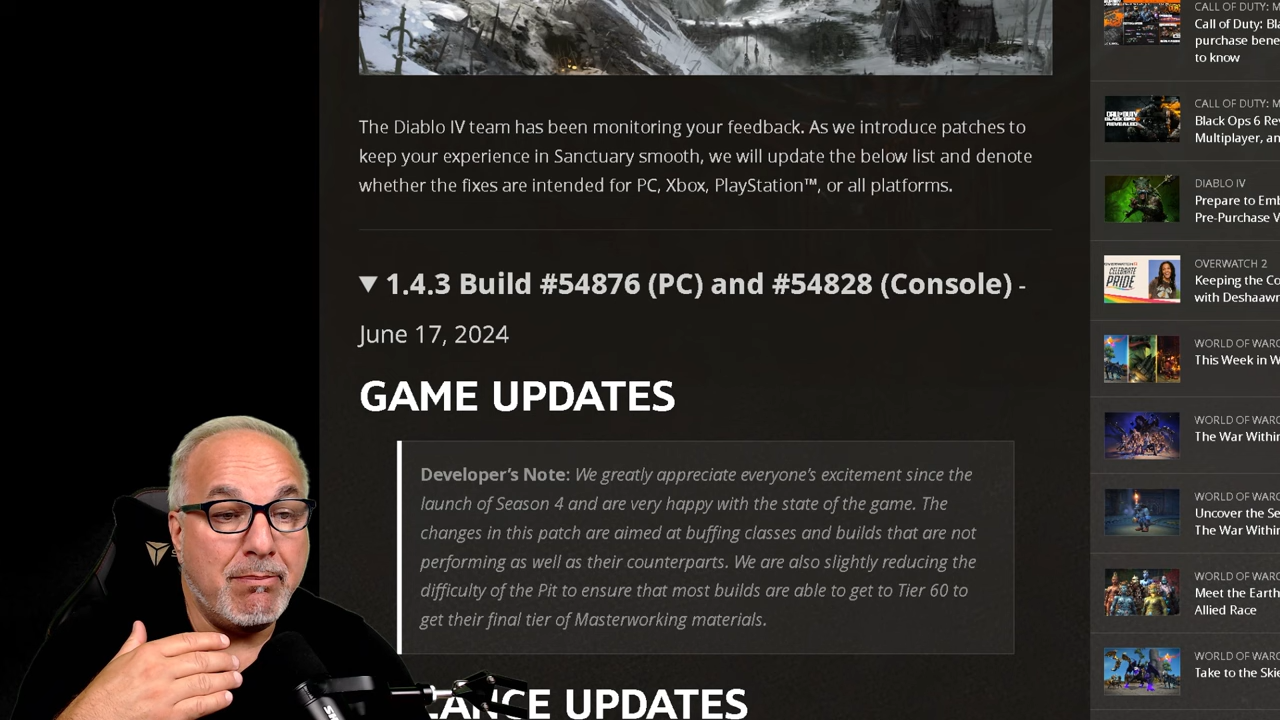 The Diablo IV team has been monitoring your feedback. As we introduce patches to
keep your experience in Sanctuary smooth, we will update the below list and denote
whether the fixes are intended for PC, Xbox, PlayStation™, or all platforms.
▼ 1.4.3 Build #54876 (PC) and #54828 (Console) -
June 17, 2024
GAME UPDATES
Developer’s Note: We greatly appreciate everyone’s excitement since the
launch of Season 4 and are very happy with the state of the game. The
changes in this patch are aimed at buffing classes and builds that are not
performing as well as their counterparts. We are also slightly reducing the
difficulty of the Pit to ensure that most builds are able to get to Tier 60 to
get their final tier of Masterworking materials.
UPDATES
CALL OF DUTY: M
Call of Duty: Bla
purchase bene
to know
CALL OF DUTY: M
Black Ops 6 Rev
Multiplayer, an
DIABLO IV
Prepare to Emb
Pre-Purchase V
OVERWATCH 2
Keeping the Co
with Deshaawn
CELEBRATE
PRIDE
WORLD OF WARC
This Week in W
WORLD OF WARC
The War Within
WORLD OF WARC
Uncover the Se
The War Within
WORLD OF WARC
Meet the Earth
Allied Race
WORLD OF WARC
Take to the Skie